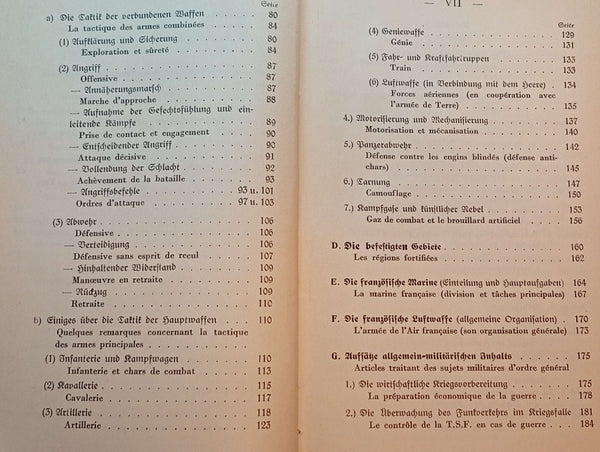 Seite
a) Die Taktik der verbundenen Waffen . . . . . . . . 80
La tactique des armes combinées . . . . . . . . 84
(1) Aufklärung und Sicherung . . . . . . . . 80
Exploration et sûreté . . . . . . . . 84
(2) Angriff . . . . . . . . 87
Offensive . . . . . . . . 87
— Annäherungsmarsch . . . . . . . . 87
Marche d'approche . . . . . . . . 88
— Aufnahme der Gefechtsfühlung und ein-
leitende Kämpfe . . . . . . . . 89
Prise de contact et engagement . . . . . . . . 90
— Entscheidender Angriff . . . . . . . . 90
Attaque décisive . . . . . . . . 91
— Vollendung der Schlacht . . . . . . . . 92
Achèvement de la bataille . . . . . . . . 93
— Angriffsbefehle . . . . . . . . 93 u. 101
Ordres d'attaque . . . . . . . . 97 u. 103
(3) Abwehr . . . . . . . . 106
Défensive . . . . . . . . 106
— Verteidigung . . . . . . . . 106
Défensive sans esprit de recul . . . . . . . . 107
— Hinhaltender Widerstand . . . . . . . . 109
Manœuvre en retraite . . . . . . . . 109
— Rückzug . . . . . . . . 109
Retraite . . . . . . . . 110
b) Einiges über die Taktik der Hauptwaffen . . . . . . . . 110
Quelques remarques concernant la tactique
des armes principales
(1) Infanterie und Kampfwagen . . . . . . . . 110
Infanterie et chars de combat . . . . . . . . 113
(2) Kavallerie . . . . . . . . 115
Cavalerie . . . . . . . . 117
(3) Artillerie . . . . . . . . 118
Artillerie . . . . . . . . 123
— VII —
Seite
(4) Geniewaffe . . . . . . . . 129
Génie . . . . . . . . 131
(5) Fahr- und Kraftfahrtruppen . . . . . . . . 133
Train . . . . . . . . 133
(6) Luftwaffe (in Verbindung mit dem Heere) . 134
Forces aériennes (en coopération avec
l'armée de Terre) . . . . . . . . 135
4.) Motorisierung und Mechanisierung . . . . . . . . 137
Motorisation et mécanisation . . . . . . . . 140
5.) Panzerabwehr . . . . . . . . 142
Défense contre les engins blindés (défense anti-
chars) . . . . . . . . 145
6.) Tarnung . . . . . . . . 147
Camouflage . . . . . . . . 150
7.) Kampfgase und künstlicher Nebel . . . . . . . . 153
Gaz de combat et le brouillard artificiel . . . 156
D. Die befestigten Gebiete . . . . . . . . 160
Les régions fortifiées . . . . . . . . 162
E. Die französische Marine (Einteilung und Hauptaufgaben) 164
La marine française (division et tâches principales) 167
F. Die französische Luftwaffe (allgemeine Organisation) . 170
L'armée de l'Air française (son organisation générale) 173
G. Aufsätze allgemein-militärischen Inhalts . . . . . . . . 175
Articles traitant des sujets militaires d'ordre général
1.) Die wirtschaftliche Kriegsvorbereitung . . . . . 175
La préparation économique de la guerre . . . 178
2.) Die Überwachung des Funkverkehrs im Kriegsfalle 181
Le contrôle de la T.S.F. en cas de guerre . . . 184